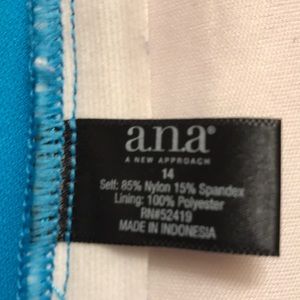 a.n.a®
A NEW APPROACH
14
Self: 85% Nylon 15% Spandex
Lining: 100% Polyester
RN#52419
MADE IN INDONESIA